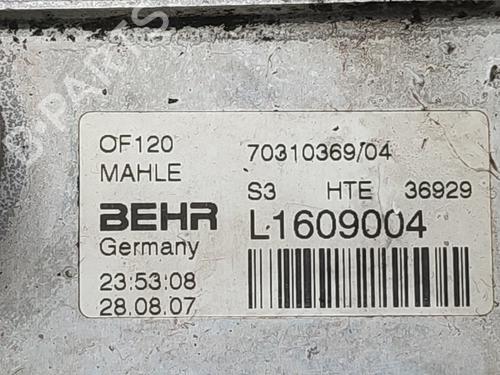 OF120 70310369/04
MAHLE S3 HTE 36929
BEHR L1609004
Germany
23:53:08
28.08.07